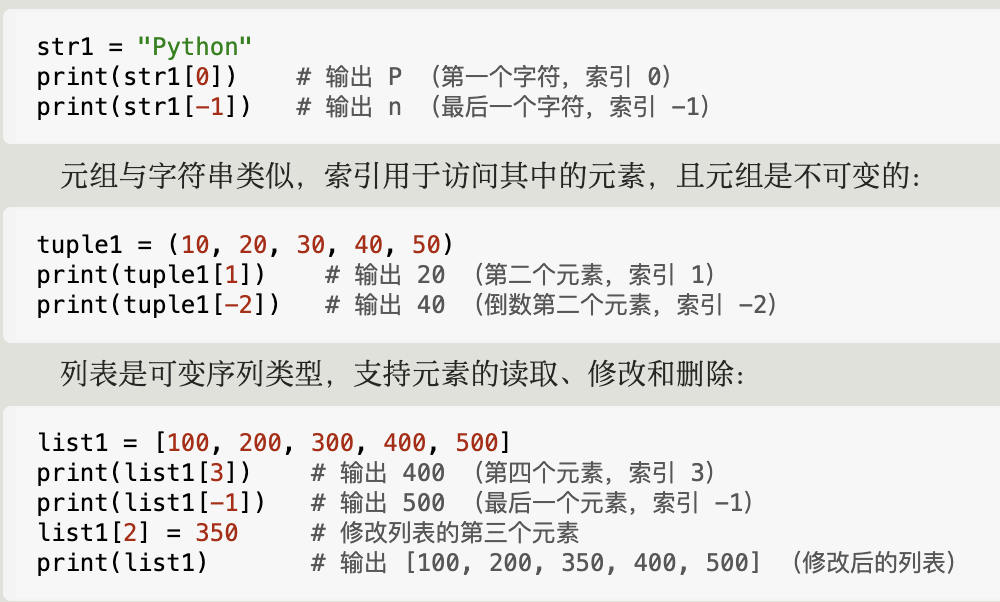 str1 = "Python"
print(str1[0])    # 输出 P （第一个字符，索引 0）
print(str1[-1])   # 输出 n （最后一个字符，索引 -1）
元组与字符串类似，索引用于访问其中的元素，且元组是不可变的：
tuple1 = (10, 20, 30, 40, 50)
print(tuple1[1])    # 输出 20 （第二个元素，索引 1）
print(tuple1[-2])   # 输出 40 （倒数第二个元素，索引 -2）
列表是可变序列类型，支持元素的读取、修改和删除：
list1 = [100, 200, 300, 400, 500]
print(list1[3])    # 输出 400 （第四个元素，索引 3）
print(list1[-1])   # 输出 500 （最后一个元素，索引 -1）
list1[2] = 350     # 修改列表的第三个元素
print(list1)       # 输出 [100, 200, 350, 400, 500] （修改后的列表）